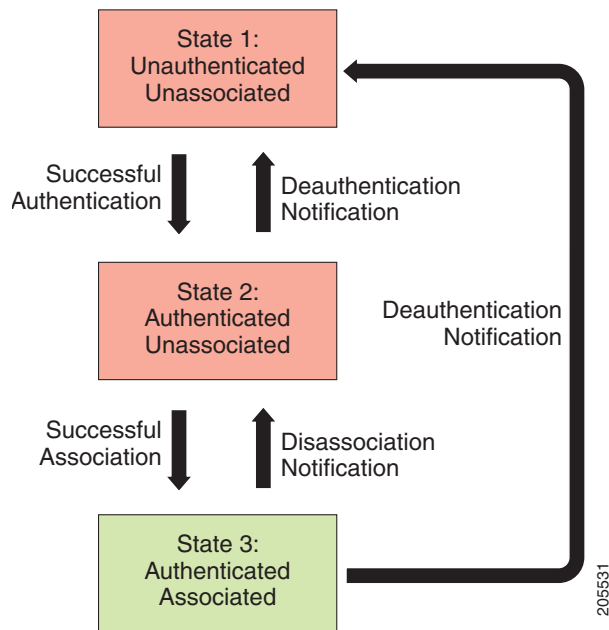 State 1:
Unauthenticated
Unassociated
Successful
Authentication
Deauthentication
Notification
State 2:
Authenticated
Unassociated
Deauthentication
Notification
Successful
Association
Disassociation
Notification
State 3:
Authenticated
Associated
205531